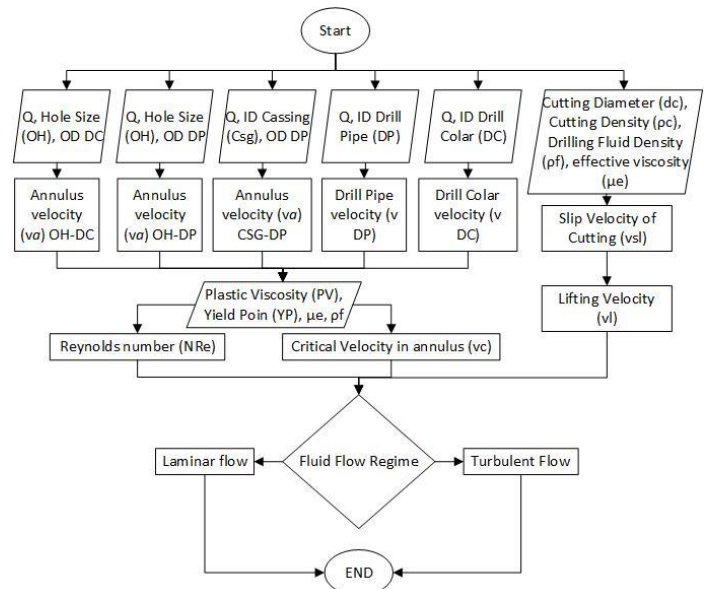 Start
Q, Hole Size
(OH), OD DC
Q, Hole Size
(OH), OD DP
Q, ID Cassing
(Csg), OD DP
Q, ID Drill
Pipe (DP)
Q, ID Drill
Colar (DC)
Cutting Diameter (dc),
Cutting Density (ρc),
Drilling Fluid Density
(ρf), effective viscosity
(μe)
Annulus
velocity
(va) OH-DC
Annulus
velocity
(va) OH-DP
Annulus
velocity (va)
CSG-DP
Drill Pipe
velocity (v
DP)
Drill Colar
velocity (v
DC)
Slip Velocity of
Cutting (vsl)
Plastic Viscosity (PV),
Yield Poin (YP), μe, ρf
Lifting Velocity
(vl)
Reynolds number (NRe)
Critical Velocity in annulus (vc)
Laminar flow
Fluid Flow Regime
Turbulent Flow
END